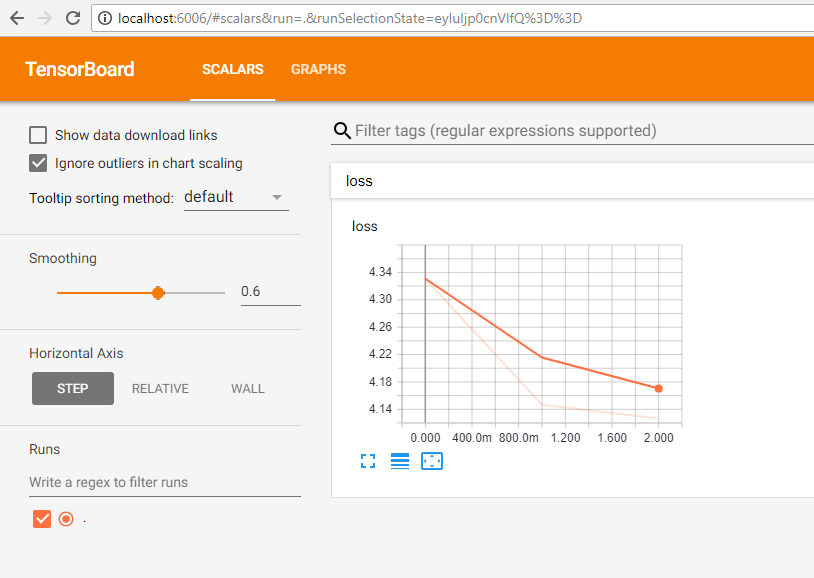 localhost:6006/#scalars&run=.&runSelectionState=eyIuIjp0cnVlfQ%3D%3D
TensorBoard SCALARS GRAPHS
Show data download links
Ignore outliers in chart scaling
Tooltip sorting method: default
Smoothing
0.6
Horizontal Axis
STEP RELATIVE WALL
Runs
Write a regex to filter runs
.
Filter tags (regular expressions supported)
loss
loss
4.34
4.30
4.26
4.22
4.18
4.14
0.000 400.0m 800.0m 1.200 1.600 2.000